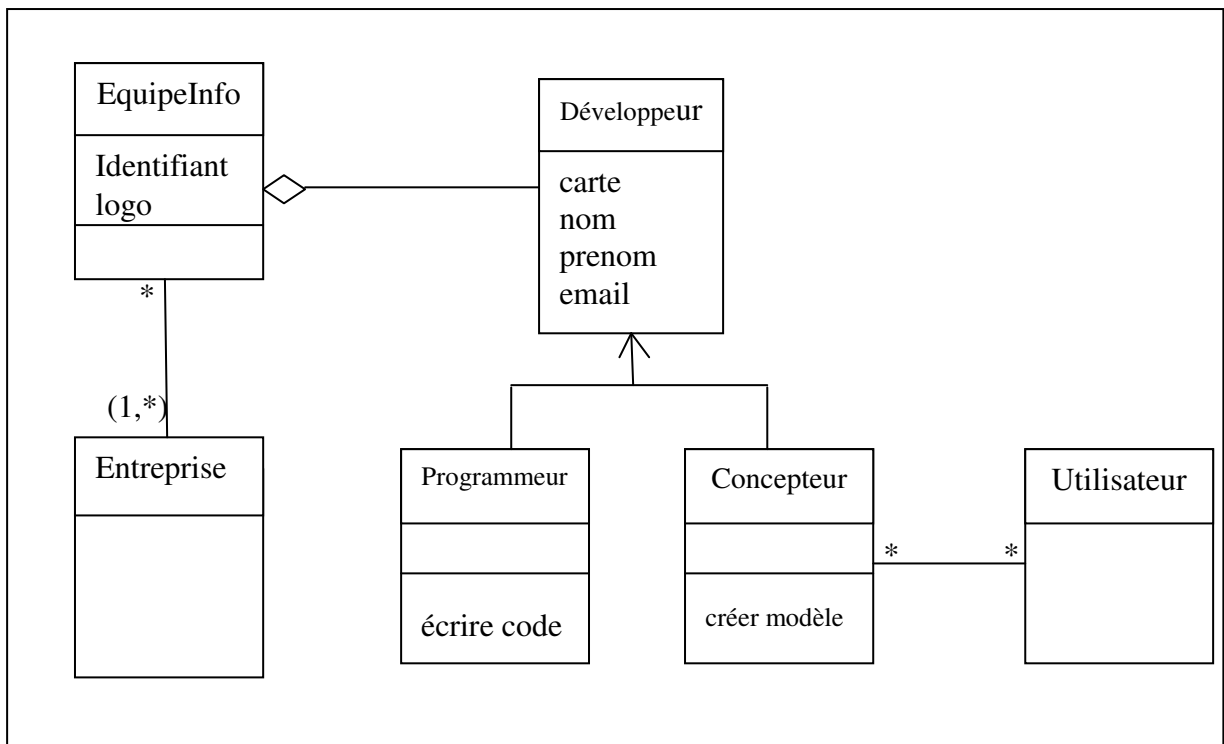 EquipeInfo
Identifiant
logo
*
(1,*)
Entreprise
Développeur
carte
nom
prenom
email
Programmeur
écrire code
Concepteur
créer modèle
*
*
Utilisateur